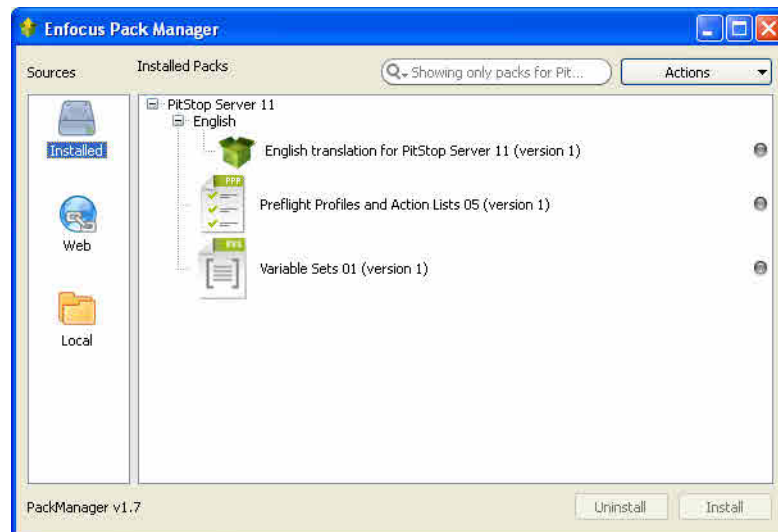 Enfocus Pack Manager
Sources
Installed Packs
Showing only packs for Pit...
Actions
Installed
Web
Local
PitStop Server 11
English
English translation for PitStop Server 11 (version 1)
PPP
Preflight Profiles and Action Lists 05 (version 1)
Variable Sets 01 (version 1)
PackManager v1.7
Uninstall
Install